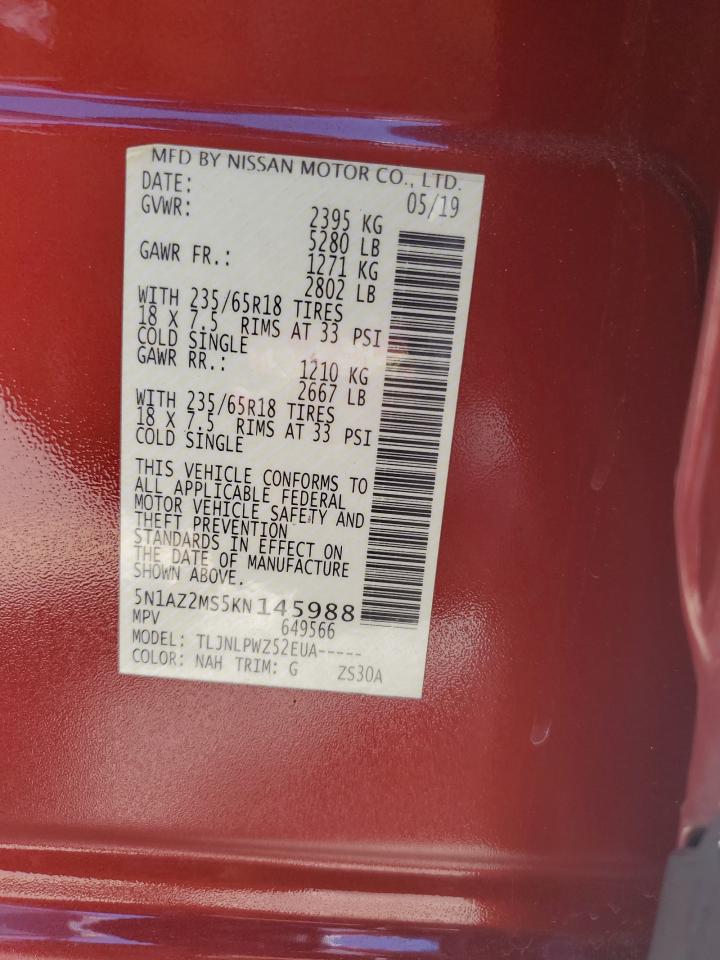 MFD BY NISSAN MOTOR CO., LTD.
DATE: 05/19
GVWR: 2395 KG
5280 LB
GAWR FR.: 1271 KG
2802 LB
WITH 235/65R18 TIRES
18 X 7.5 RIMS AT 33 PSI
COLD SINGLE
GAWR RR.: 1210 KG
2667 LB
WITH 235/65R18 TIRES
18 X 7.5 RIMS AT 33 PSI
COLD SINGLE
THIS VEHICLE CONFORMS TO
ALL APPLICABLE FEDERAL
MOTOR VEHICLE SAFETY AND
THEFT PREVENTION
STANDARDS IN EFFECT ON
THE DATE OF MANUFACTURE
SHOWN ABOVE.
5N1AZ2MS5KN145988
MPV 649566
MODEL: TLJNLPWZ52EUA-----
COLOR: NAH TRIM: G ZS30A